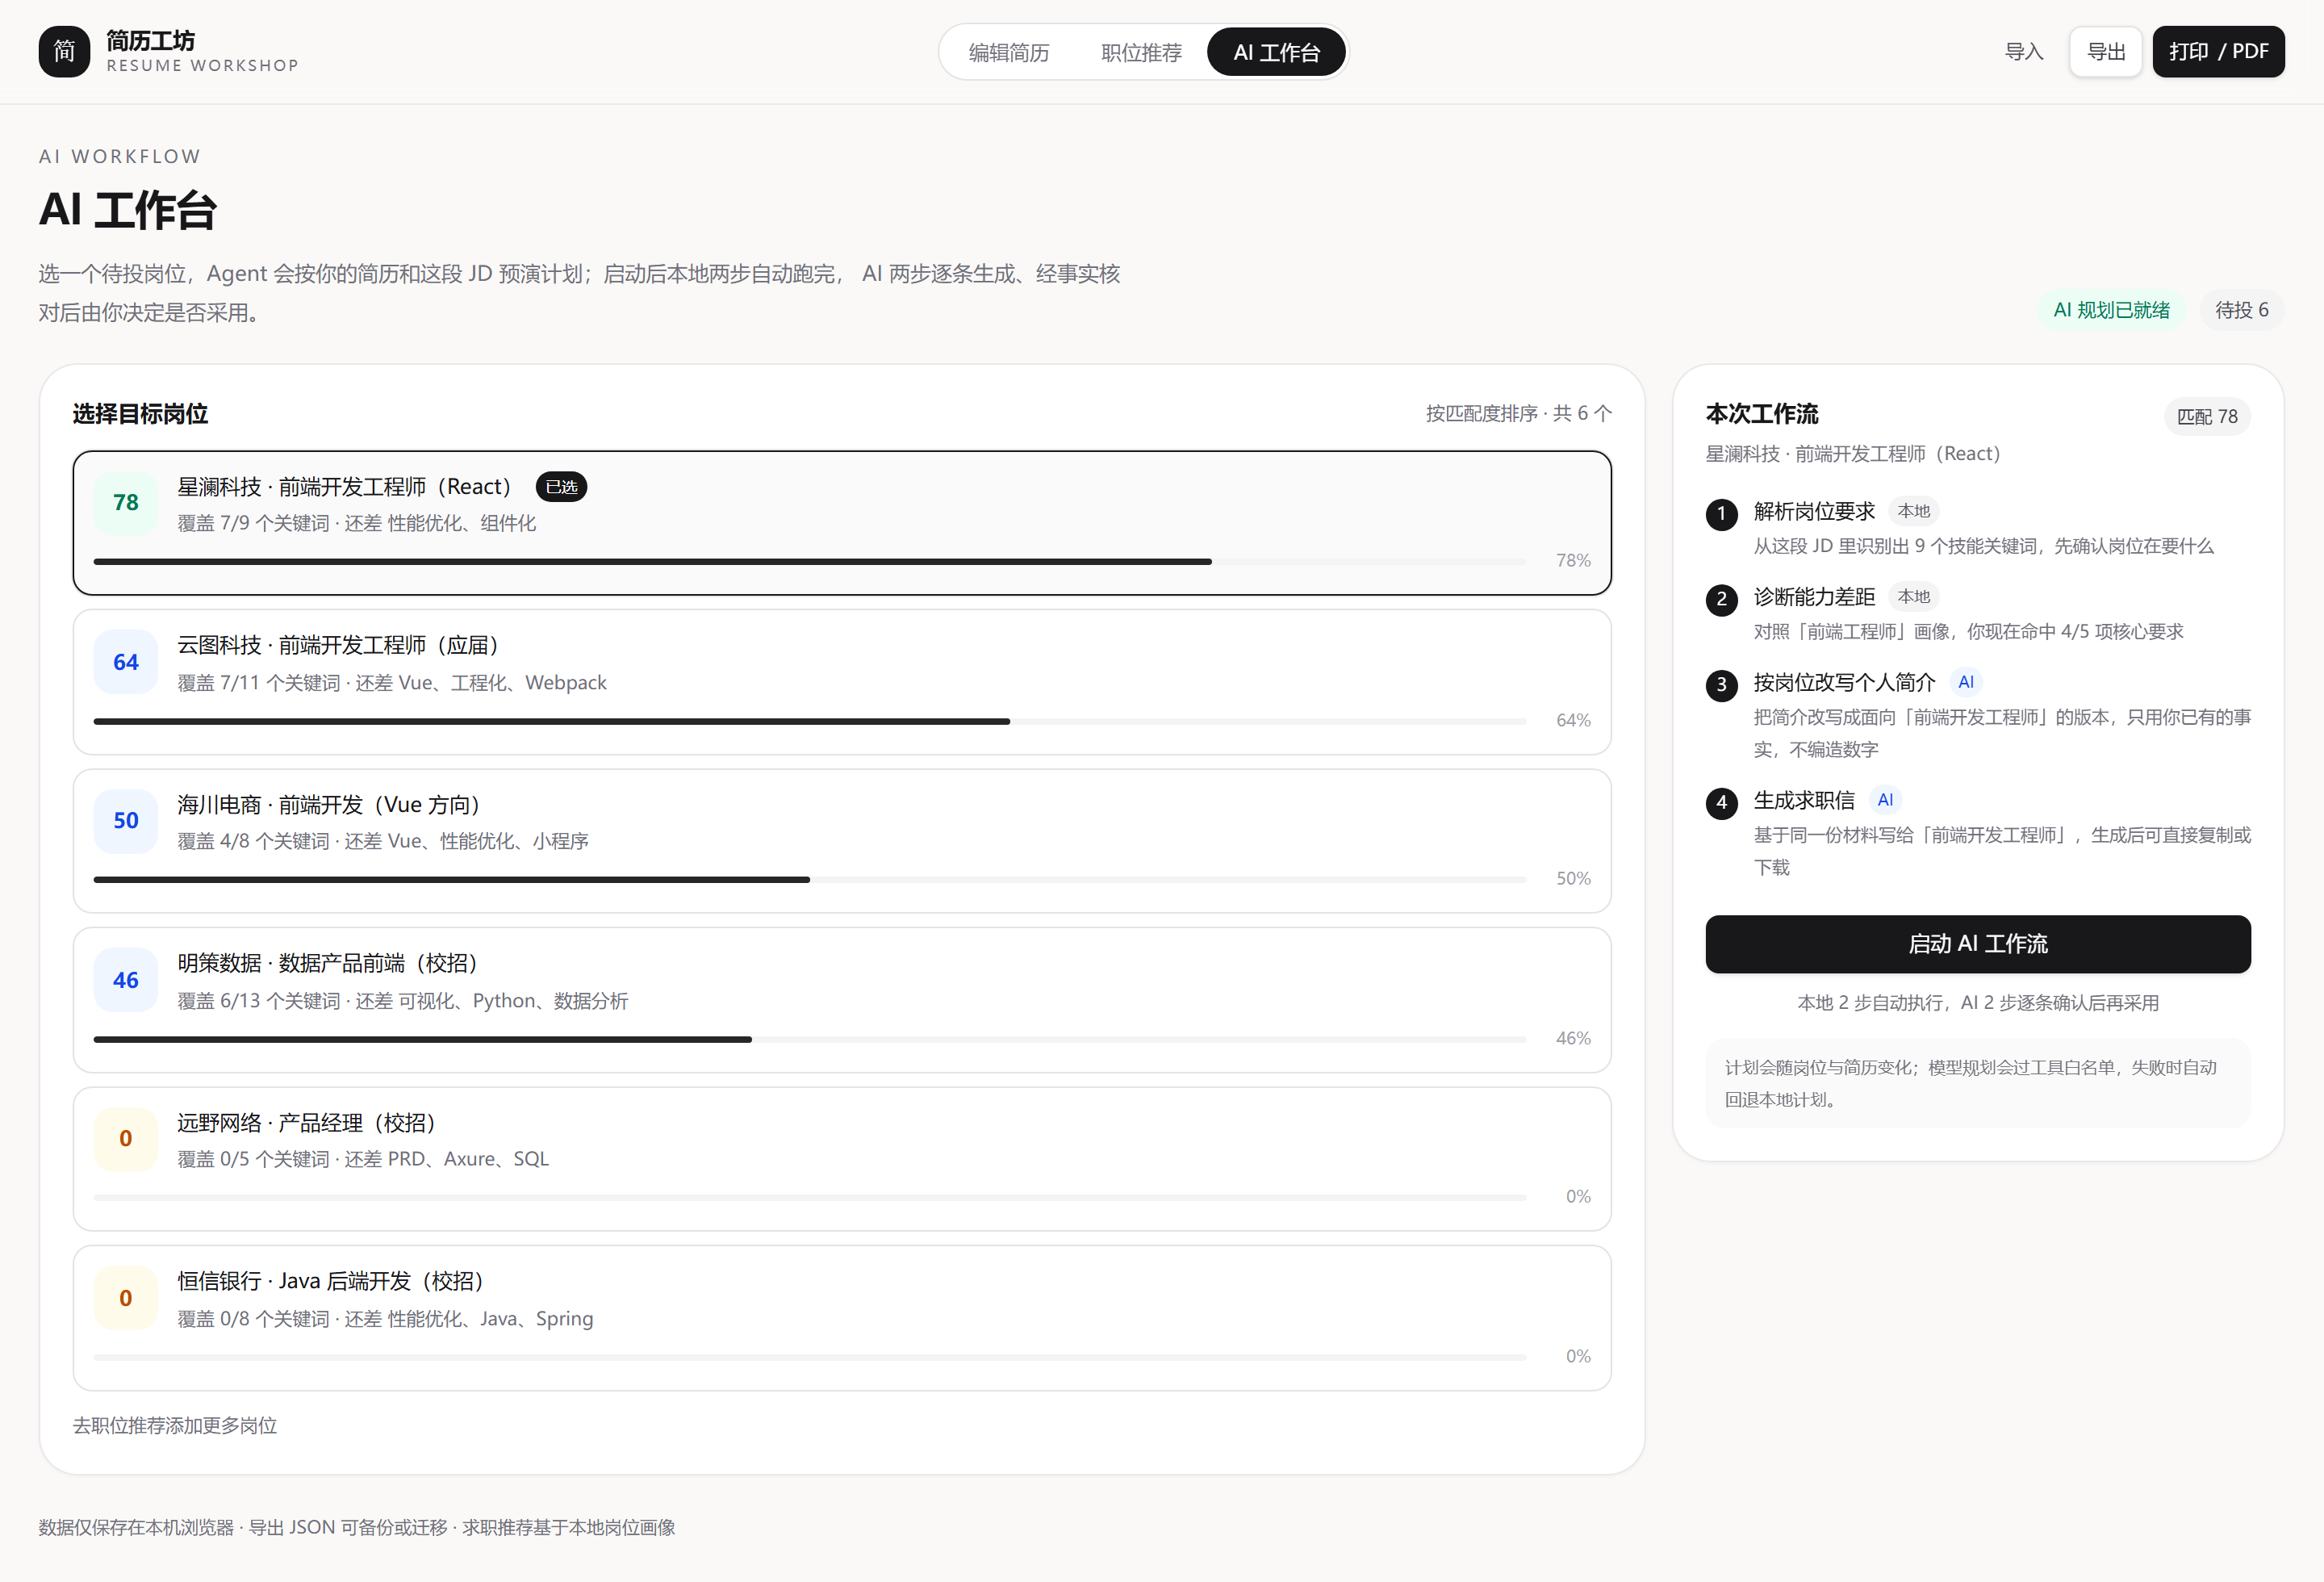 简
简历工坊
RESUME WORKSHOP
编辑简历
职位推荐
AI 工作台
导入
导出
打印 / PDF
AI WORKFLOW
AI 工作台
选一个待投岗位，Agent 会按你的简历和这段 JD 预演计划；启动后本地两步自动跑完， AI 两步逐条生成、经事实核
对后由你决定是否采用。
AI 规划已就绪
待投 6
选择目标岗位
按匹配度排序 · 共 6 个
78
星澜科技 · 前端开发工程师（React）
已选
覆盖 7/9 个关键词 · 还差 性能优化、组件化
78%
64
云图科技 · 前端开发工程师（应届）
覆盖 7/11 个关键词 · 还差 Vue、工程化、Webpack
64%
50
海川电商 · 前端开发（Vue 方向）
覆盖 4/8 个关键词 · 还差 Vue、性能优化、小程序
50%
46
明策数据 · 数据产品前端（校招）
覆盖 6/13 个关键词 · 还差 可视化、Python、数据分析
46%
0
远野网络 · 产品经理（校招）
覆盖 0/5 个关键词 · 还差 PRD、Axure、SQL
0%
0
恒信银行 · Java 后端开发（校招）
覆盖 0/8 个关键词 · 还差 性能优化、Java、Spring
0%
去职位推荐添加更多岗位
本次工作流
匹配 78
星澜科技 · 前端开发工程师（React）
1
解析岗位要求
本地
从这段 JD 里识别出 9 个技能关键词，先确认岗位在要什么
2
诊断能力差距
本地
对照「前端工程师」画像，你现在命中 4/5 项核心要求
3
按岗位改写个人简介
AI
把简介改写成面向「前端开发工程师」的版本，只用你已有的事
实，不编造数字
4
生成求职信
AI
基于同一份材料写给「前端开发工程师」，生成后可直接复制或
下载
启动 AI 工作流
本地 2 步自动执行，AI 2 步逐条确认后再采用
计划会随岗位与简历变化；模型规划会过工具白名单，失败时自动
回退本地计划。
数据仅保存在本机浏览器 · 导出 JSON 可备份或迁移 · 求职推荐基于本地岗位画像